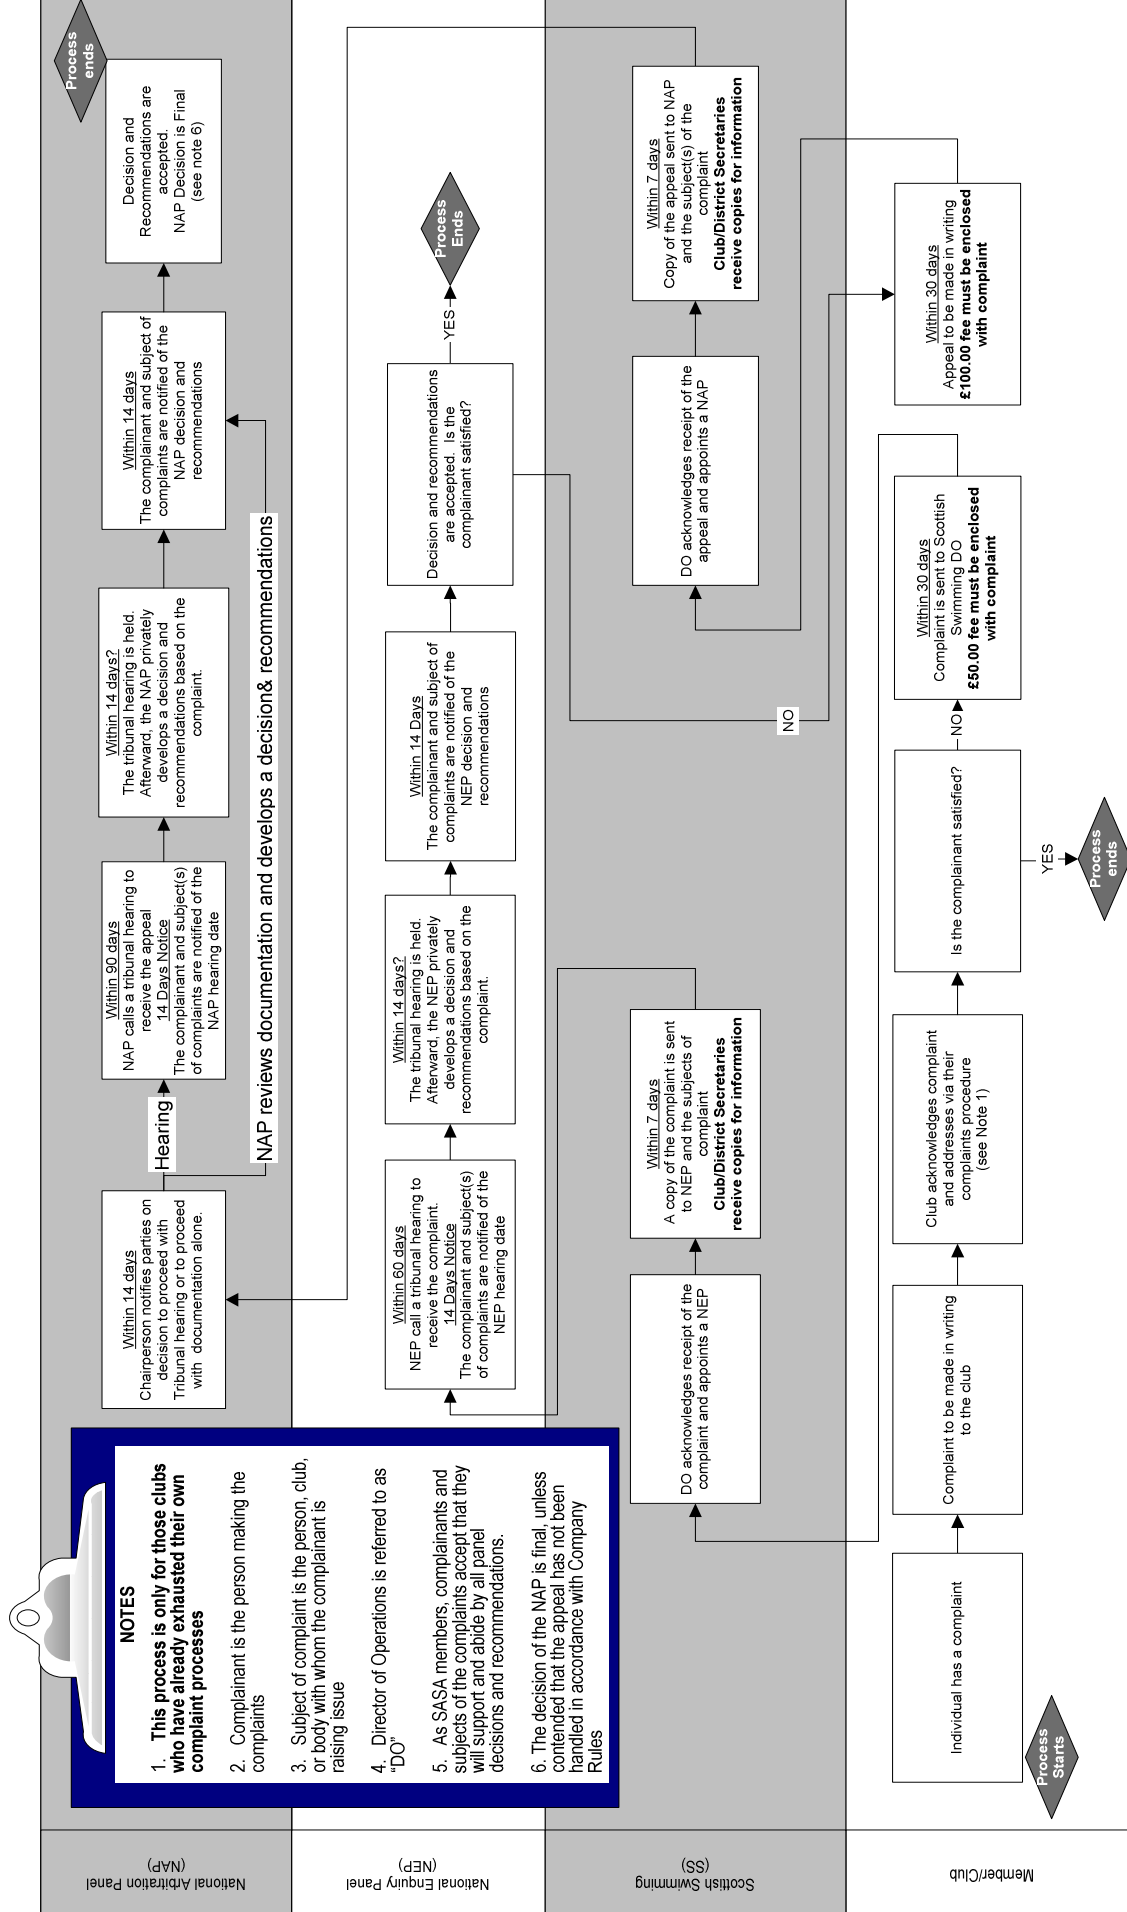 National Arbitration Panel
(NAP)
National Enquiry Panel
(NEP)
Scottish Swimming
(SS)
Member/Club
NOTES
1. This process is only for those clubs
who have already exhausted their own
complaint processes
2. Complainant is the person making the
complaints
3. Subject of complaint is the person, club,
or body with whom the complainant is
raising issue
4. Director of Operations is referred to as
“DO”
5. As SASA members, complainants and
subjects of the complaints accept that they
will support and abide by all panel
decisions and recommendations.
6. The decision of the NAP is final, unless
contended that the appeal has not been
handled in accordance with Company
Rules
Within 14 days
Chairperson notifies parties on
decision to proceed with
Tribunal hearing or to proceed
with documentation alone.
Hearing
Within 90 days
NAP calls a tribunal hearing to
receive the appeal
14 Days Notice
The complainant and subject(s)
of complaints are notified of the
NAP hearing date
Within 14 days?
The tribunal hearing is held.
Afterward, the NAP privately
develops a decision and
recommendations based on the
complaint.
Within 14 days
The complainant and subject of
complaints are notified of the
NAP decision and
recommendations
Decision and
Recommendations are
accepted.
NAP Decision is Final
(see note 6)
Process
ends
NAP reviews documentation and develops a decision& recommendations
Within 60 days
NEP call a tribunal hearing to
receive the complaint.
14 Days Notice
The complainant and subject(s)
of complaints are notified of the
NEP hearing date
Within 14 days?
The tribunal hearing is held.
Afterward, the NEP privately
develops a decision and
recommendations based on the
complaint.
Within 14 Days
The complainant and subject of
complaints are notified of the
NEP decision and
recommendations
Decision and recommendations
are accepted. Is the
complainant satisfied?
YES
Process
Ends
NO
DO acknowledges receipt of the
complaint and appoints a NEP
Within 7 days
A copy of the complaint is sent
to NEP and the subjects of
complaint
Club/District Secretaries
receive copies for information
DO acknowledges receipt of the
appeal and appoints a NAP
Within 7 days
Copy of the appeal sent to NAP
and the subject(s) of the
complaint
Club/District Secretaries
receive copies for information
Process
Starts
Individual has a complaint
Complaint to be made in writing
to the club
Club acknowledges complaint
and addresses via their
complaints procedure
(see Note 1)
Is the complainant satisfied?
YES
Process
ends
NO
Within 30 days
Complaint is sent to Scottish
Swimming DO
£50.00 fee must be enclosed
with complaint
Within 30 days
Appeal to be made in writing
£100.00 fee must be enclosed
with complaint